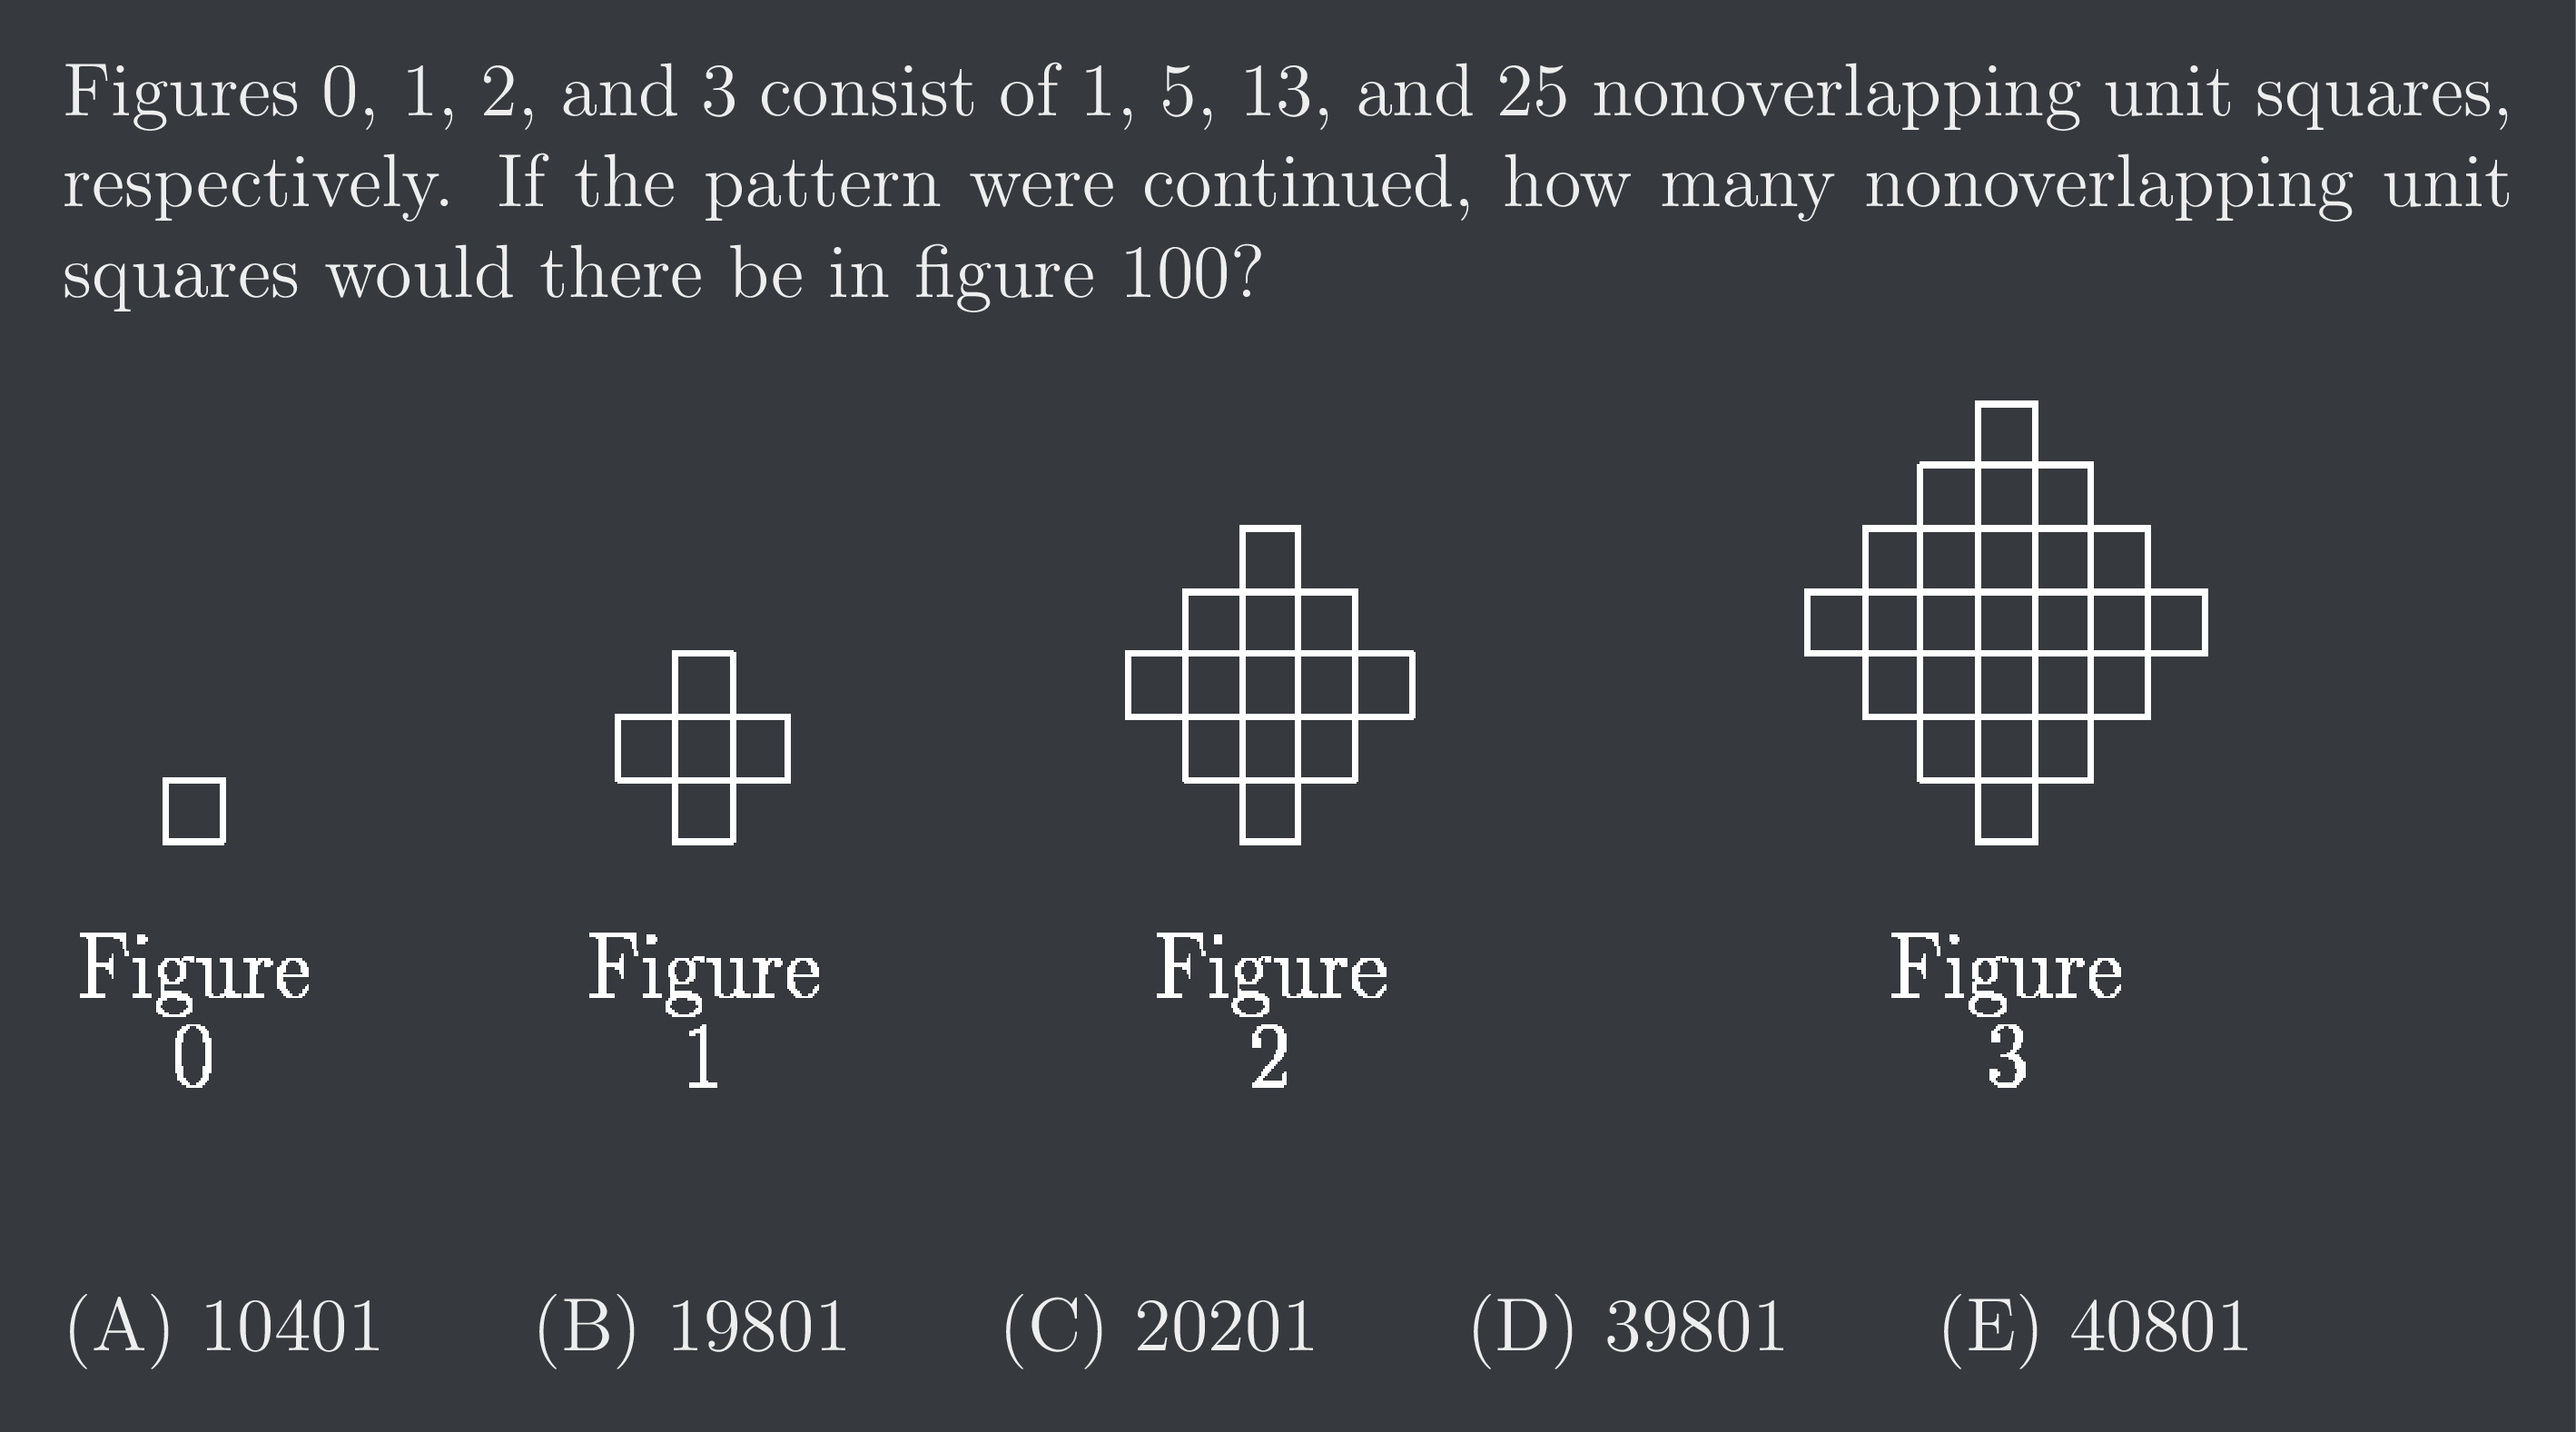 Figures 0, 1, 2, and 3 consist of 1, 5, 13, and 25 nonoverlapping unit squares,
respectively. If the pattern were continued, how many nonoverlapping unit
squares would there be in figure 100?
Figure Figure Figure Figure
0 1 2 3
(A) 10401 (B) 19801 (C) 20201 (D) 39801 (E) 40801